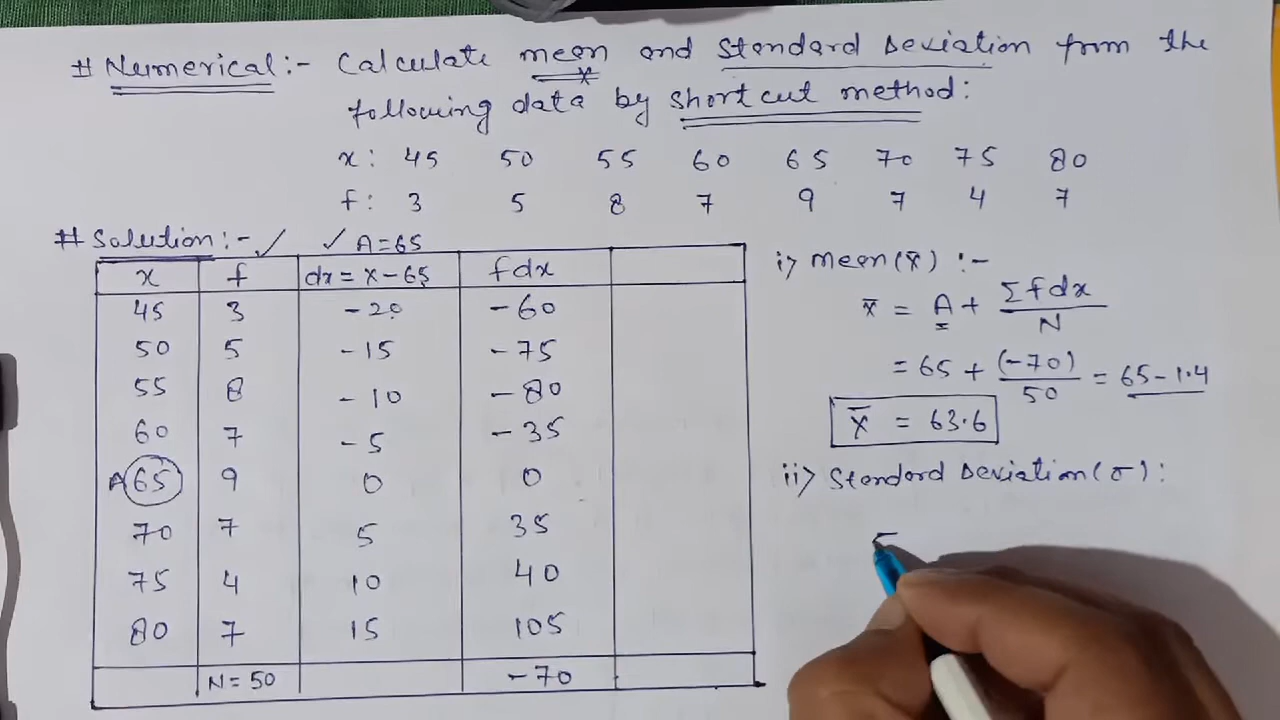 # Numerical:- Calculate mean and Standard Deviation from the
following data by shortcut method:
x: 45 50 55 60 65 70 75 80
f: 3 5 8 7 9 7 4 7
# Solution:- ✓ ✓ A=65
x f dx = x-65 fdx
45 3 -20 -60
50 5 -15 -75
55 8 -10 -80
60 7 -5 -35
A 65 9 0 0
70 7 5 35
75 4 10 40
80 7 15 105
N = 50 -70
i) mean(x̄) :-
x̄ = A + Σfdx/N
= 65 + (-70)/50 = 65-1.4
x̄ = 63.6
ii) Standard Deviation(σ):